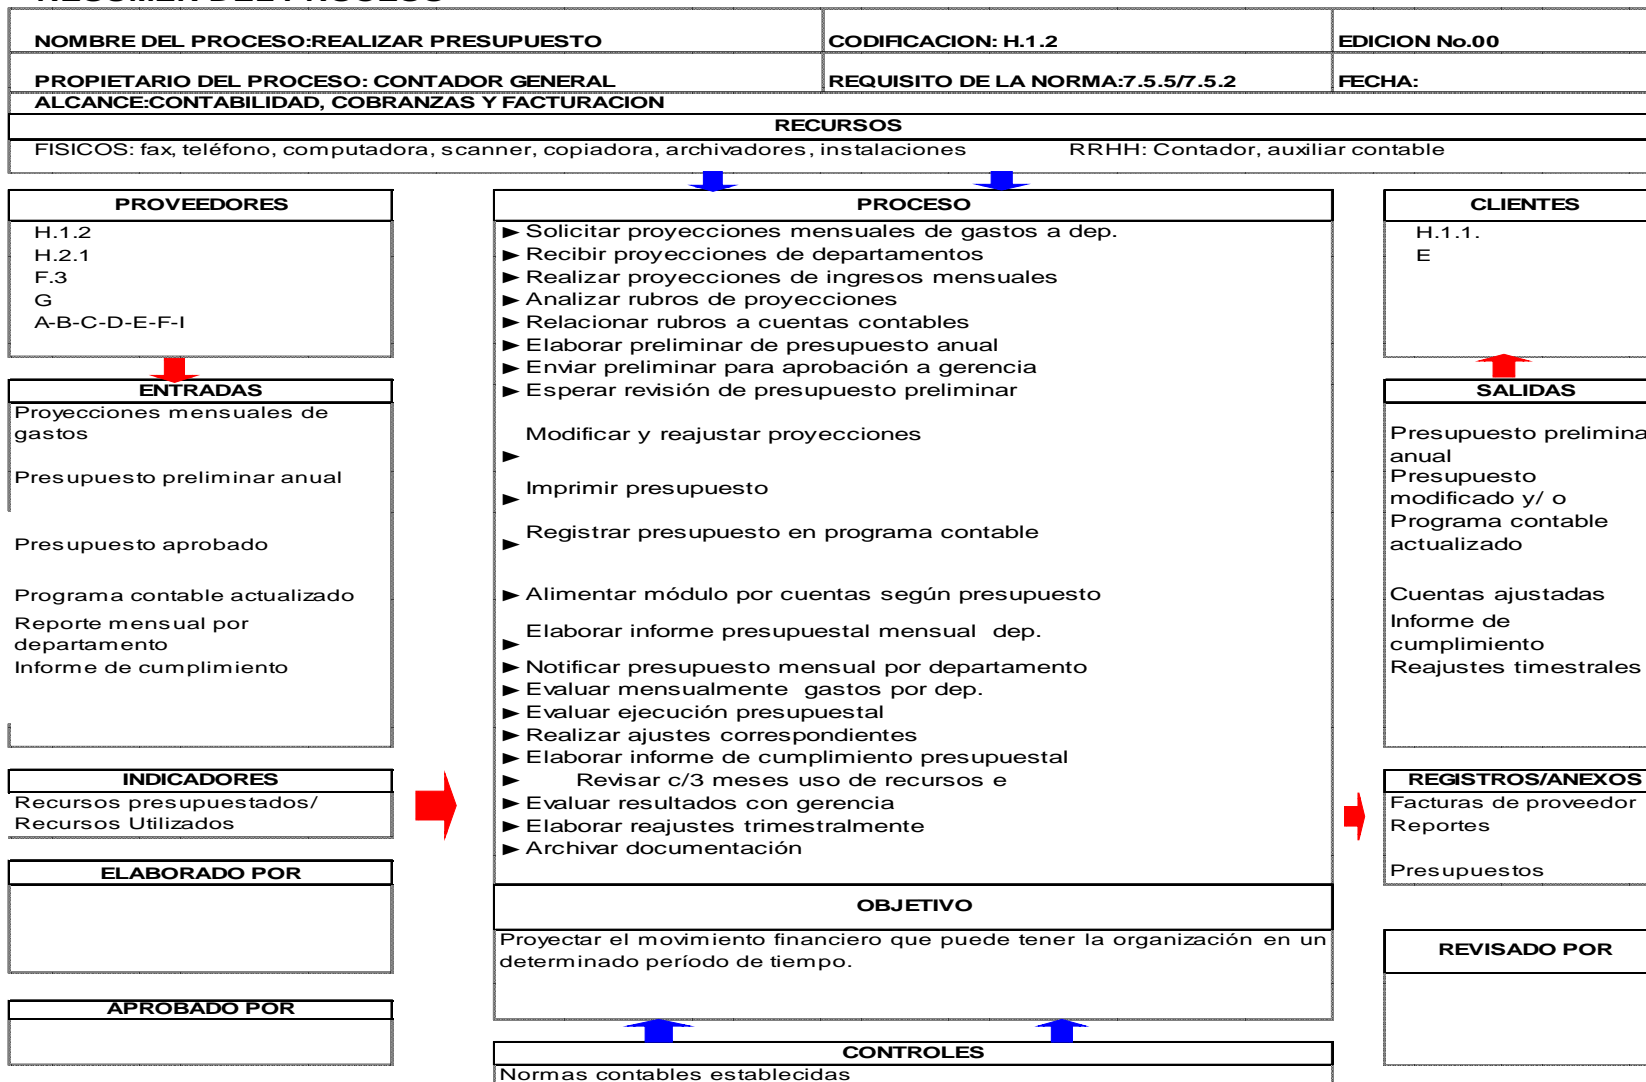 RESUMEN DEL PROCESO
NOMBRE DEL PROCESO:REALIZAR PRESUPUESTO
CODIFICACION: H.1.2
EDICION No.00
PROPIETARIO DEL PROCESO: CONTADOR GENERAL
REQUISITO DE LA NORMA:7.5.5/7.5.2
FECHA:
ALCANCE:CONTABILIDAD, COBRANZAS Y FACTURACION
RECURSOS
FISICOS: fax, teléfono, computadora, scanner, copiadora, archivadores, instalaciones
RRHH: Contador, auxiliar contable
PROVEEDORES
H.1.2
H.2.1
F.3
G
A-B-C-D-E-F-I
ENTRADAS
Proyecciones mensuales de
gastos
Presupuesto preliminar anual
Presupuesto aprobado
Programa contable actualizado
Reporte mensual por
departamento
Informe de cumplimiento
INDICADORES
Recursos presupuestados/
Recursos Utilizados
ELABORADO POR
APROBADO POR
PROCESO
► Solicitar proyecciones mensuales de gastos a dep.
► Recibir proyecciones de departamentos
► Realizar proyecciones de ingresos mensuales
► Analizar rubros de proyecciones
► Relacionar rubros a cuentas contables
► Elaborar preliminar de presupuesto anual
► Enviar preliminar para aprobación a gerencia
► Esperar revisión de presupuesto preliminar
► Modificar y reajustar proyecciones
► Imprimir presupuesto
► Registrar presupuesto en programa contable
► Alimentar módulo por cuentas según presupuesto
► Elaborar informe presupuestal mensual dep.
► Notificar presupuesto mensual por departamento
► Evaluar mensualmente gastos por dep.
► Evaluar ejecución presupuestal
► Realizar ajustes correspondientes
► Elaborar informe de cumplimiento presupuestal
► Revisar c/3 meses uso de recursos e
► Evaluar resultados con gerencia
► Elaborar reajustes trimestralmente
► Archivar documentación
OBJETIVO
Proyectar el movimiento financiero que puede tener la organización en un
determinado período de tiempo.
CONTROLES
Normas contables establecidas
CLIENTES
H.1.1.
E
SALIDAS
Presupuesto prelimina
anual
Presupuesto
modificado y/ o
Programa contable
actualizado
Cuentas ajustadas
Informe de
cumplimiento
Reajustes timestrales
REGISTROS/ANEXOS
Facturas de proveedor
Reportes
Presupuestos
REVISADO POR